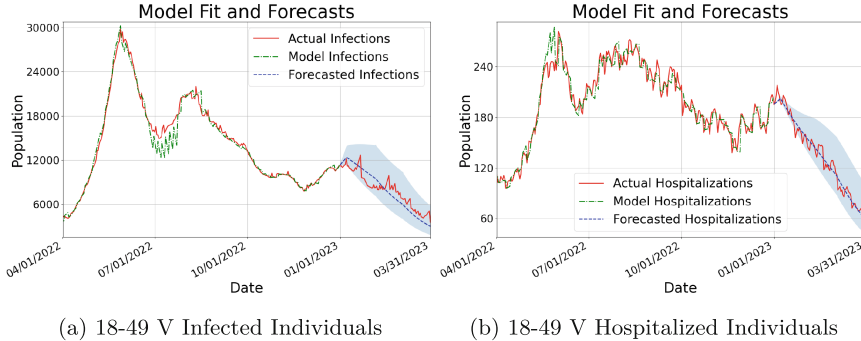 Model Fit and Forecasts
Actual Infections
Model Infections
Forecasted Infections
30000
24000
18000
12000
6000
Population
04/01/2022
07/01/2022
10/01/2022
01/01/2023
03/31/2023
Date
(a) 18-49 V Infected Individuals
Model Fit and Forecasts
240
180
120
60
Population
Actual Hospitalizations
Model Hospitalizations
Forecasted Hospitalizations
04/01/2022
07/01/2022
10/01/2022
01/01/2023
03/31/2023
Date
(b) 18-49 V Hospitalized Individuals